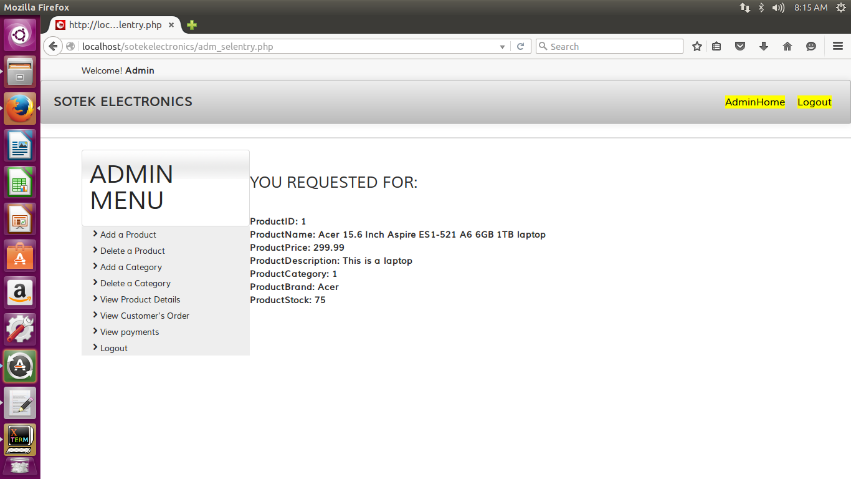 Mozilla Firefox
8:15 AM
http://loc...lentry.php
localhost/sotekelectronics/adm_selentry.php
Search
Welcome! Admin
SOTEK ELECTRONICS
AdminHome Logout
ADMIN
MENU
Add a Product
Delete a Product
Add a Category
Delete a Category
View Product Details
View Customer's Order
View payments
Logout
YOU REQUESTED FOR:
ProductID: 1
ProductName: Acer 15.6 Inch Aspire ES1-521 A6 6GB 1TB laptop
ProductPrice: 299.99
ProductDescription: This is a laptop
ProductCategory: 1
ProductBrand: Acer
ProductStock: 75
X
TERM